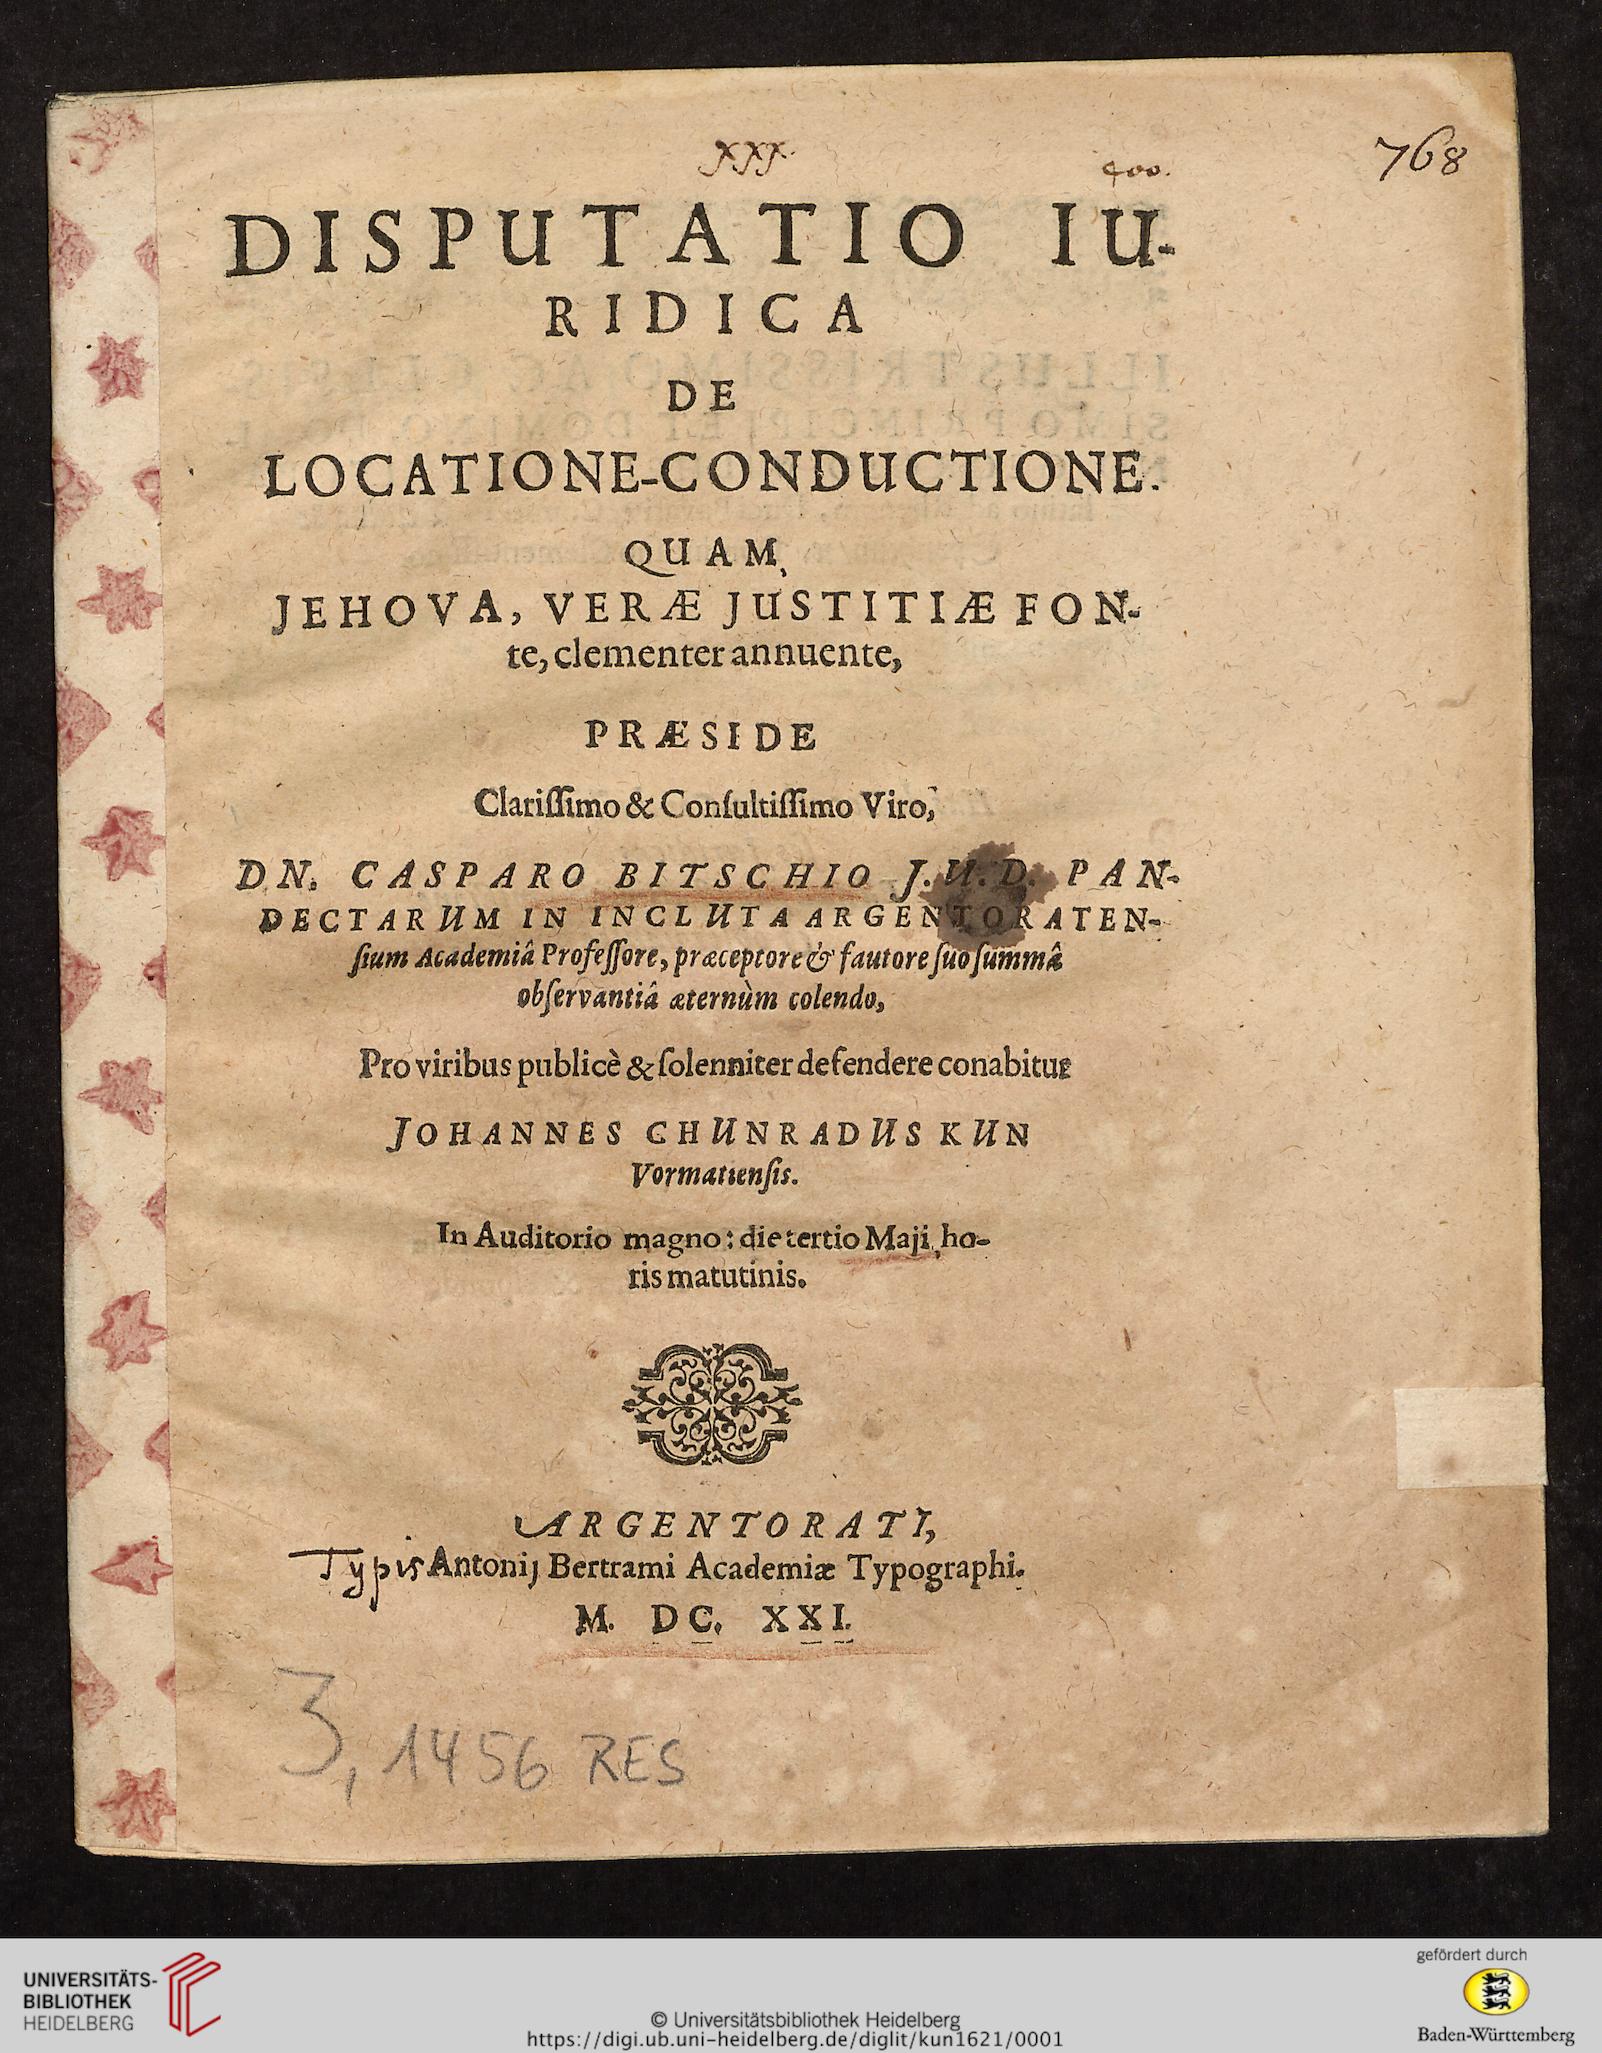 xxx.
400.
768
DISPUTATIO IU-
RIDICA
DE
LOCATIONE-CONDUCTIONE.
QUAM,
JEHOVA, VERÆ JUSTITIÆ FON-
te, clementer annuente,
PRÆSIDE
Clariſſimo & Conſultiſſimo Viro,
DN. CASPARO BITSCHIO J.U.D. PAN-
DECTARUM IN INCLUTA ARGENTORATEN-
ſium Academiâ Profeſſore, præceptore & fautore ſuo ſummâ
obſervantiâ æternùm colendo,
Pro viribus publicè & ſolenniter defendere conabitur
JOHANNES CHUNRADUS KUN
Vormatienſis.
In Auditorio magno: die tertio Maji, ho-
ris matutinis.
ARGENTORATI,
Typis Antonij Bertrami Academiæ Typographi.
M. DC. XXI.
3, 1456 RES
UNIVERSITÄTS-
BIBLIOTHEK
HEIDELBERG
© Universitätsbibliothek Heidelberg
https://digi.ub.uni-heidelberg.de/diglit/kun1621/0001
gefördert durch
Baden-Württemberg